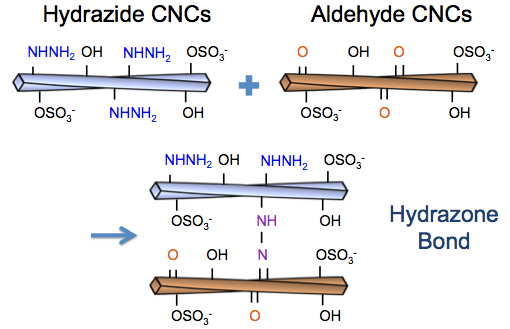 Hydrazide CNCs Aldehyde CNCs
NHNH₂ OH NHNH₂ OSO₃⁻ O OH O OSO₃⁻
OSO₃⁻ NHNH₂ OH OSO₃⁻ O OH
NHNH₂ OH NHNH₂ OSO₃⁻
OSO₃⁻ NH OH
Hydrazone
Bond
O OH N OSO₃⁻
OSO₃⁻ O OH